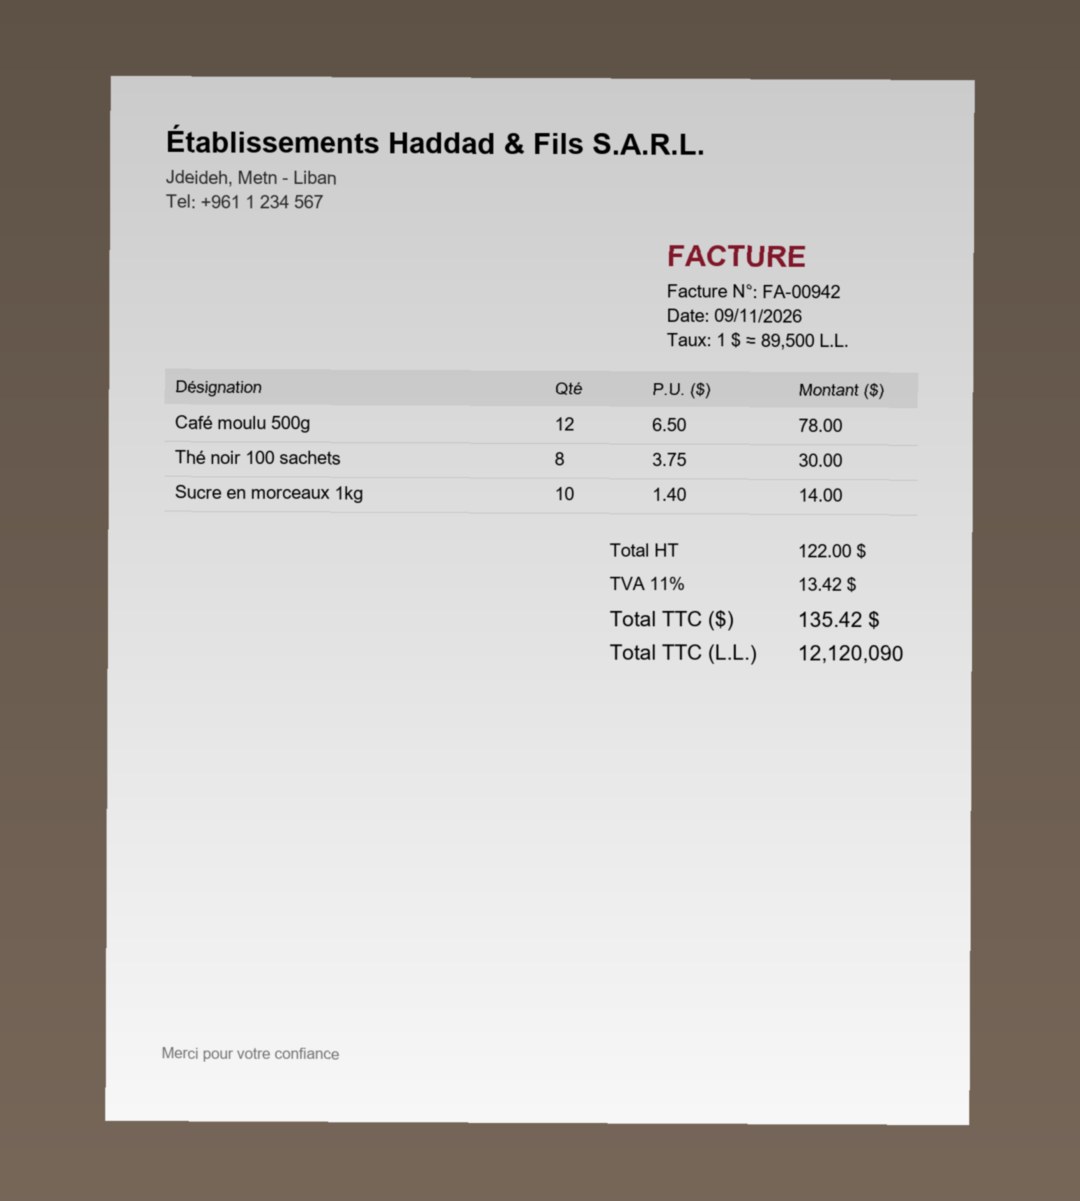 Établissements Haddad & Fils S.A.R.L.
Jdeideh, Metn - Liban
Tel: +961 1 234 567
FACTURE
Facture N°: FA-00942
Date: 09/11/2026
Taux: 1 $ = 89,500 L.L.
Désignation Qté P.U. ($) Montant ($)
Café moulu 500g 12 6.50 78.00
Thé noir 100 sachets 8 3.75 30.00
Sucre en morceaux 1kg 10 1.40 14.00
Total HT 122.00 $
TVA 11% 13.42 $
Total TTC ($) 135.42 $
Total TTC (L.L.) 12,120,090
Merci pour votre confiance